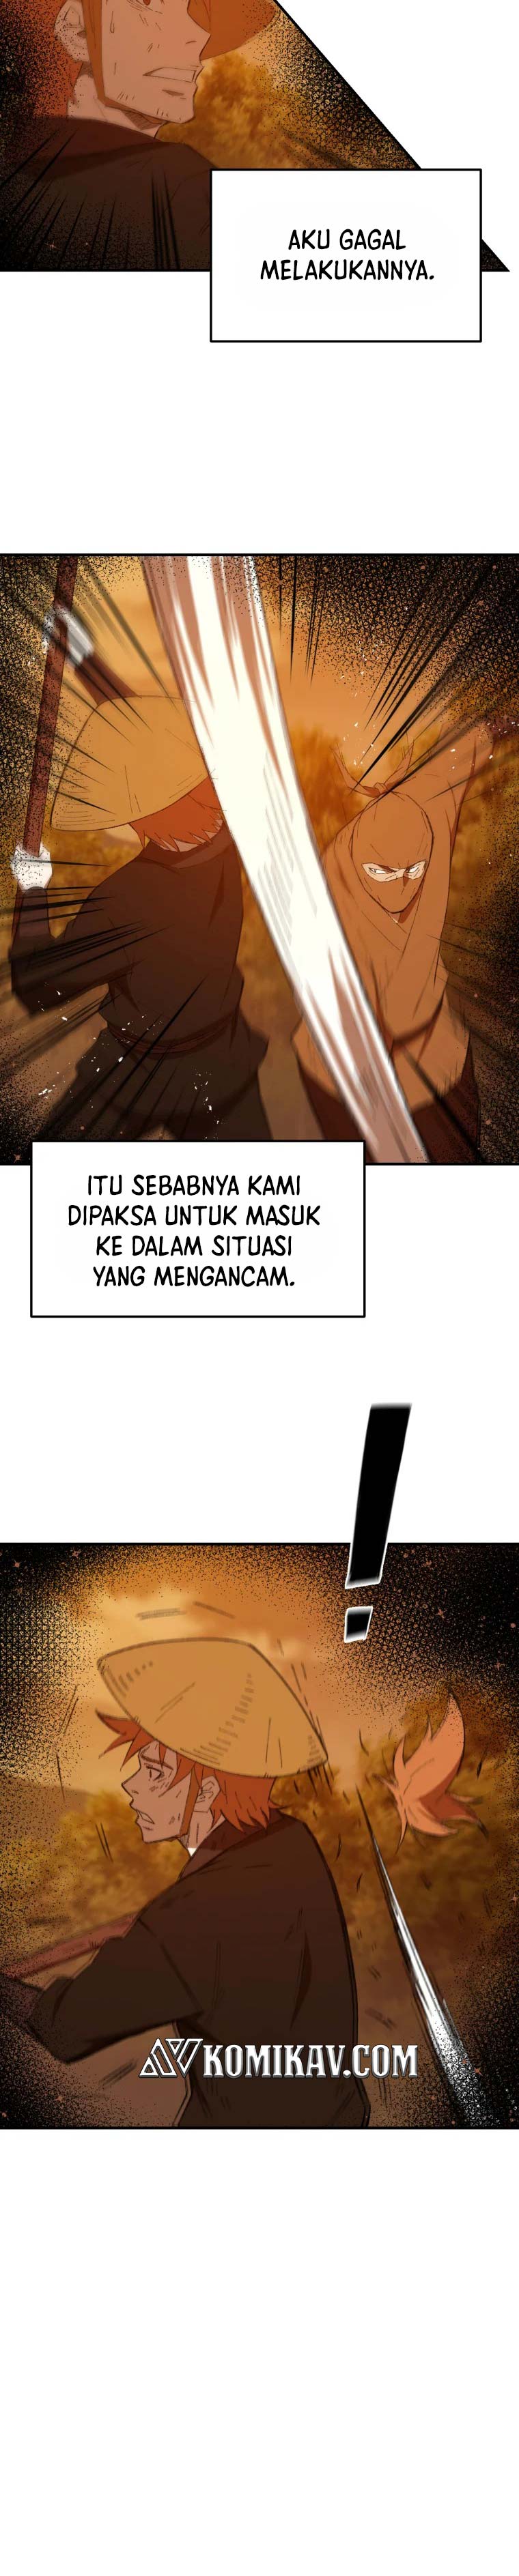 AKU GAGAL
MELAKUKANNYA.
ITU SEBABNYA KAMI
DIPAKSA UNTUK MASUK
KE DALAM SITUASI
YANG MENGANCAM.
!
KOMIKAV.COM